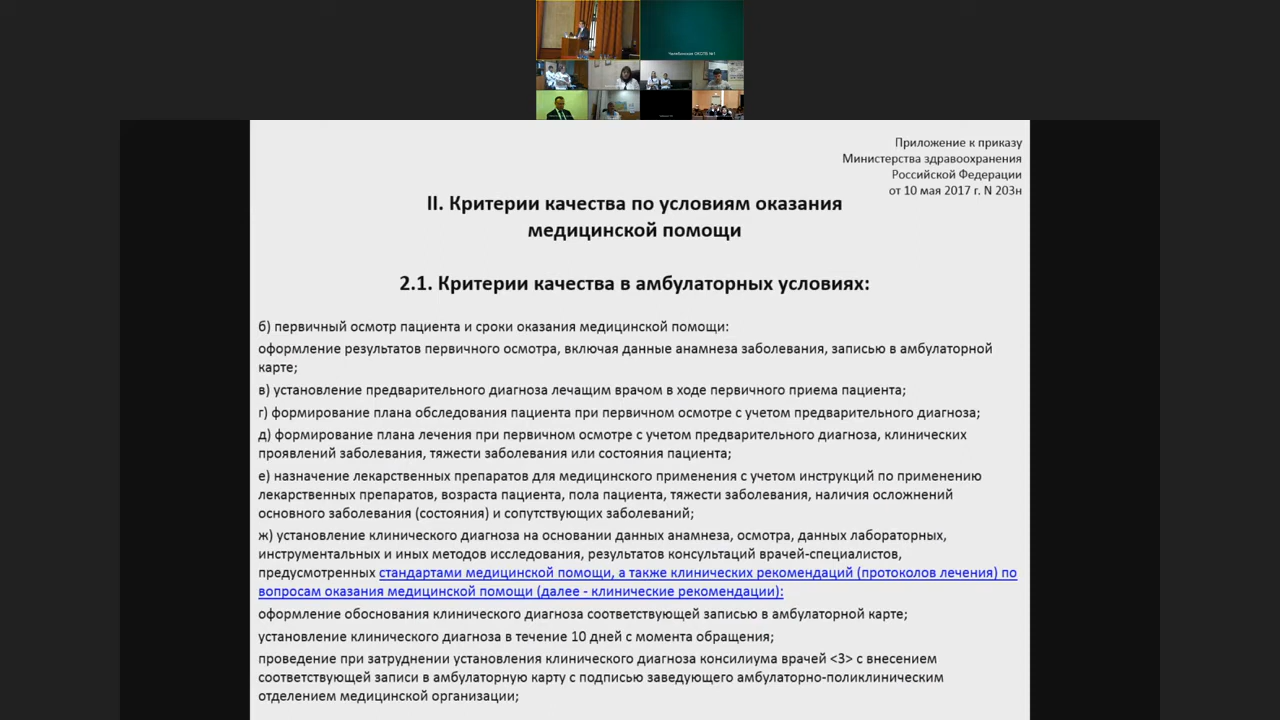 Челябинская ОКСПБ №1
Приложение к приказу
Министерства здравоохранения
Российской Федерации
от 10 мая 2017 г. N 203н
II. Критерии качества по условиям оказания
медицинской помощи
2.1. Критерии качества в амбулаторных условиях:
б) первичный осмотр пациента и сроки оказания медицинской помощи:
оформление результатов первичного осмотра, включая данные анамнеза заболевания, записью в амбулаторной
карте;
в) установление предварительного диагноза лечащим врачом в ходе первичного приема пациента;
г) формирование плана обследования пациента при первичном осмотре с учетом предварительного диагноза;
д) формирование плана лечения при первичном осмотре с учетом предварительного диагноза, клинических
проявлений заболевания, тяжести заболевания или состояния пациента;
е) назначение лекарственных препаратов для медицинского применения с учетом инструкций по применению
лекарственных препаратов, возраста пациента, пола пациента, тяжести заболевания, наличия осложнений
основного заболевания (состояния) и сопутствующих заболеваний;
ж) установление клинического диагноза на основании данных анамнеза, осмотра, данных лабораторных,
инструментальных и иных методов исследования, результатов консультаций врачей-специалистов,
предусмотренных стандартами медицинской помощи, а также клинических рекомендаций (протоколов лечения) по
вопросам оказания медицинской помощи (далее - клинические рекомендации):
оформление обоснования клинического диагноза соответствующей записью в амбулаторной карте;
установление клинического диагноза в течение 10 дней с момента обращения;
проведение при затруднении установления клинического диагноза консилиума врачей <3> с внесением
соответствующей записи в амбулаторную карту с подписью заведующего амбулаторно-поликлиническим
отделением медицинской организации;